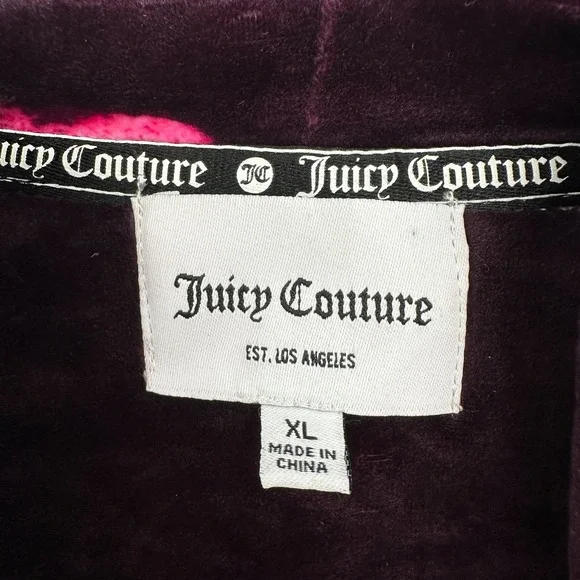 uicy Couture JC Juicy Couture
Juicy Couture
EST. LOS ANGELES
XL
MADE IN
CHINA